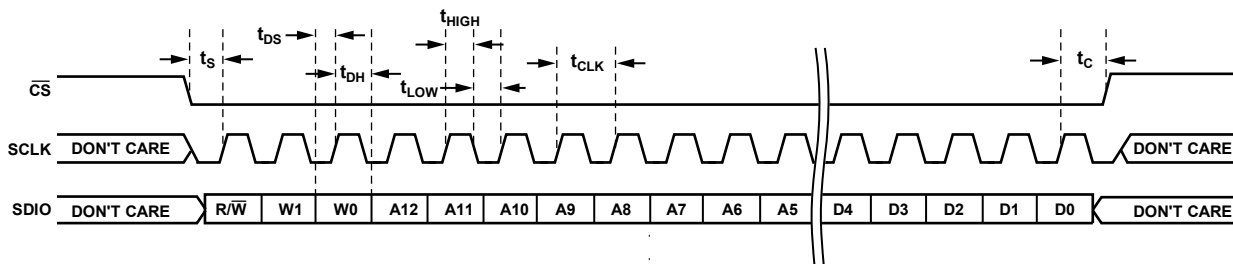 tHIGH
tDS
tS
tCLK
tC
tDH
tLOW
CS
SCLK DON'T CARE DON'T CARE
SDIO DON'T CARE R/W W1 W0 A12 A11 A10 A9 A8 A7 A6 A5 D4 D3 D2 D1 D0 DON'T CARE